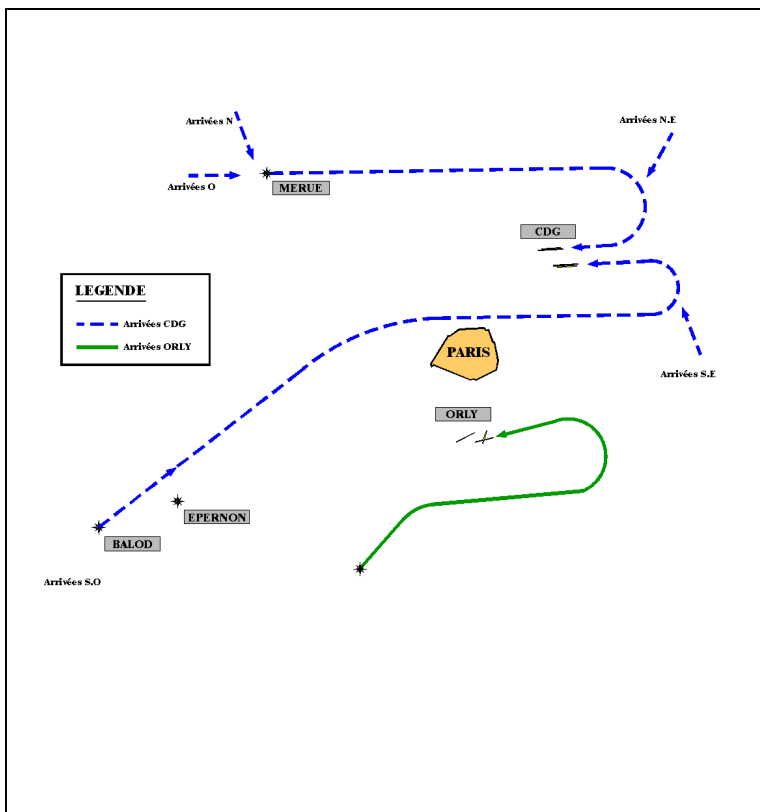 Arrivées N
Arrivées N.E
Arrivées O
MERUE
CDG
LEGENDE
Arrivées CDG
Arrivées ORLY
PARIS
Arrivées S.E
ORLY
EPERNON
BALOD
Arrivées S.O